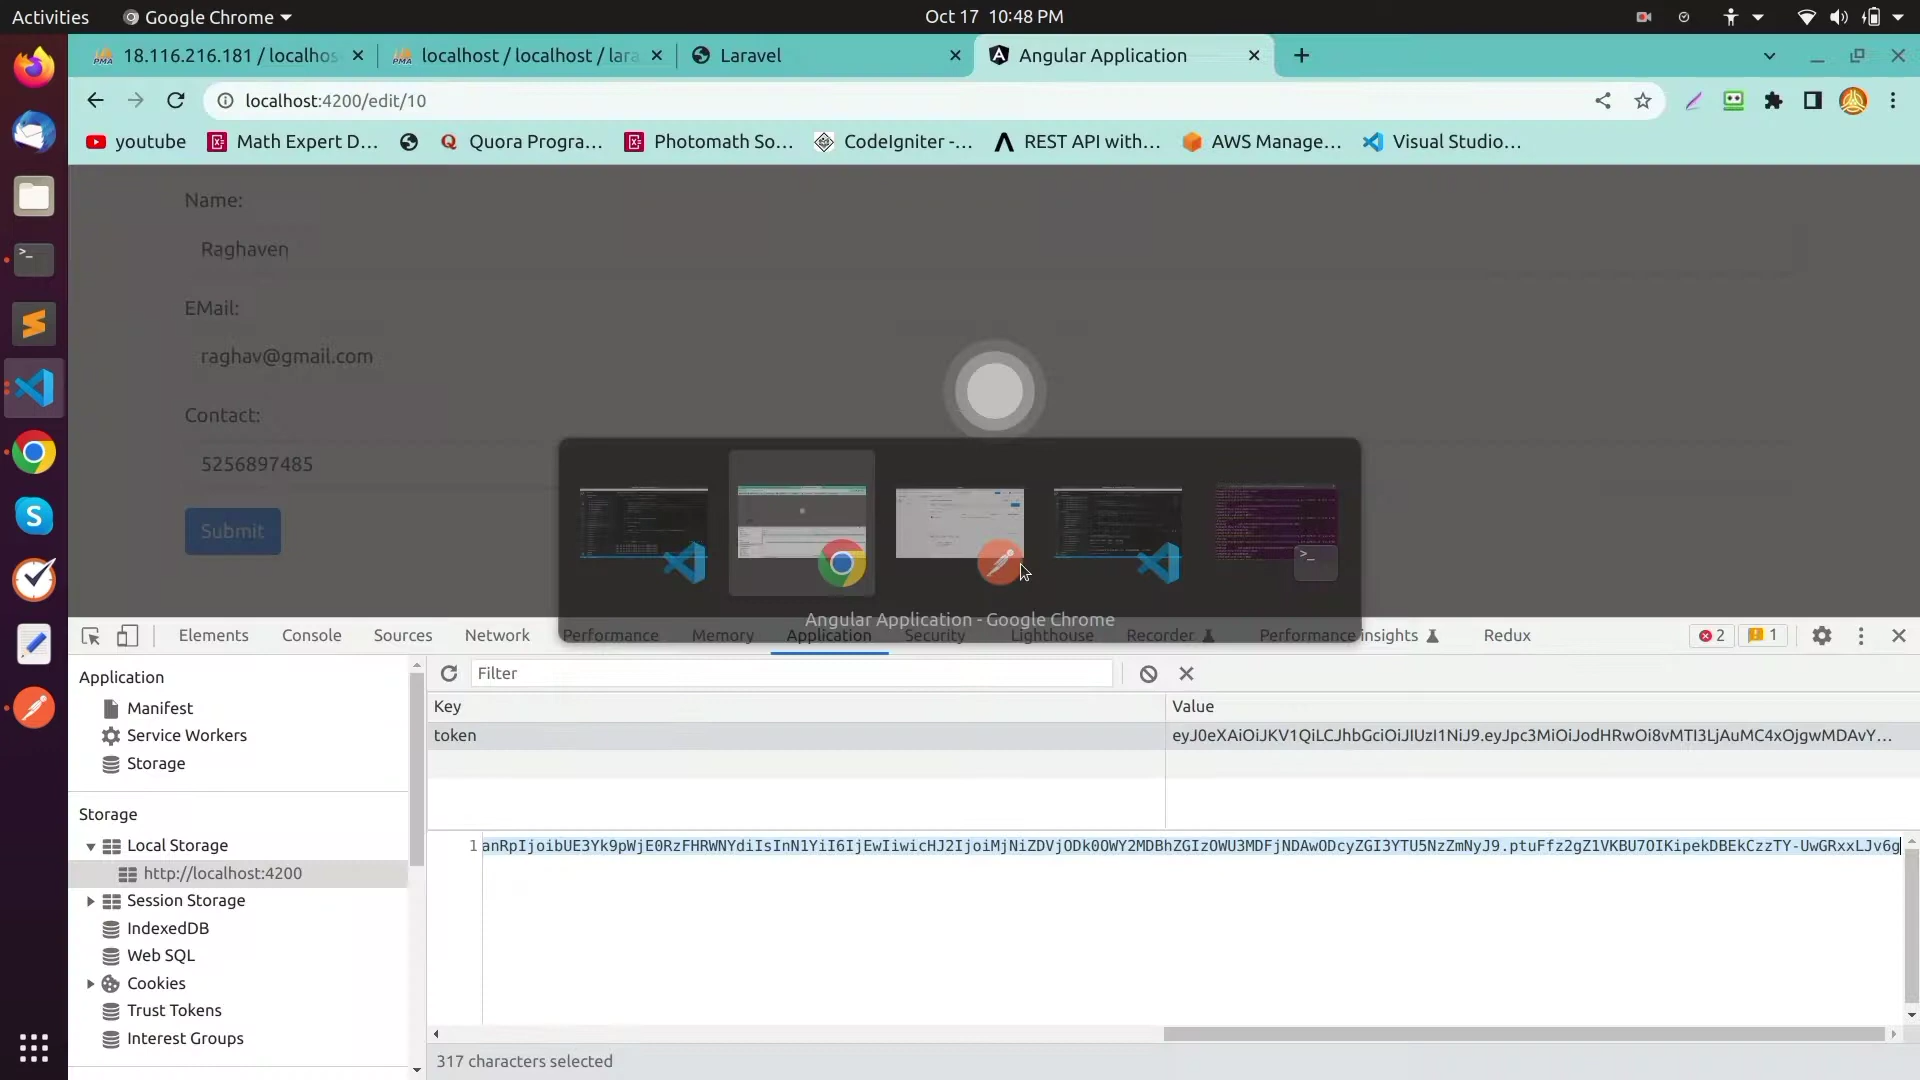 Activities
Google Chrome
Oct 17 10:48 PM
18.116.216.181 / localhos
localhost / localhost / lara
Laravel
Angular Application
localhost:4200/edit/10
youtube
Math Expert D...
Quora Progra...
Photomath So...
CodeIgniter -...
REST API with...
AWS Manage...
Visual Studio...
Name:
Raghaven
EMail:
raghav@gmail.com
Contact:
5256897485
Submit
Angular Application - Google Chrome
Elements
Console
Sources
Network
Performance
Memory
Application
Security
Lighthouse
Recorder
Performance insights
Redux
2
1
Application
Manifest
Service Workers
Storage
Storage
Local Storage
http://localhost:4200
Session Storage
IndexedDB
Web SQL
Cookies
Trust Tokens
Interest Groups
Filter
Key
Value
token
eyJ0eXAiOiJKV1QiLCJhbGciOiJIUzI1NiJ9.eyJpc3MiOiJodHRwOi8vMTI3LjAuMC4xOjgwMDAvY...
1
anRpIjoibUE3Yk9pWjE0RzFHRWNYdiIsInN1YiI6IjEwIiwicHJ2IjoiMjNiZDVjODk0OWY2MDBhZGIzOWU3MDFjNDAwODcyZGI3YTU5NzZmNyJ9.ptuFfz2gZ1VKBU7OIKipekDBEkCzzTY-UwGRxxLJv6g
317 characters selected